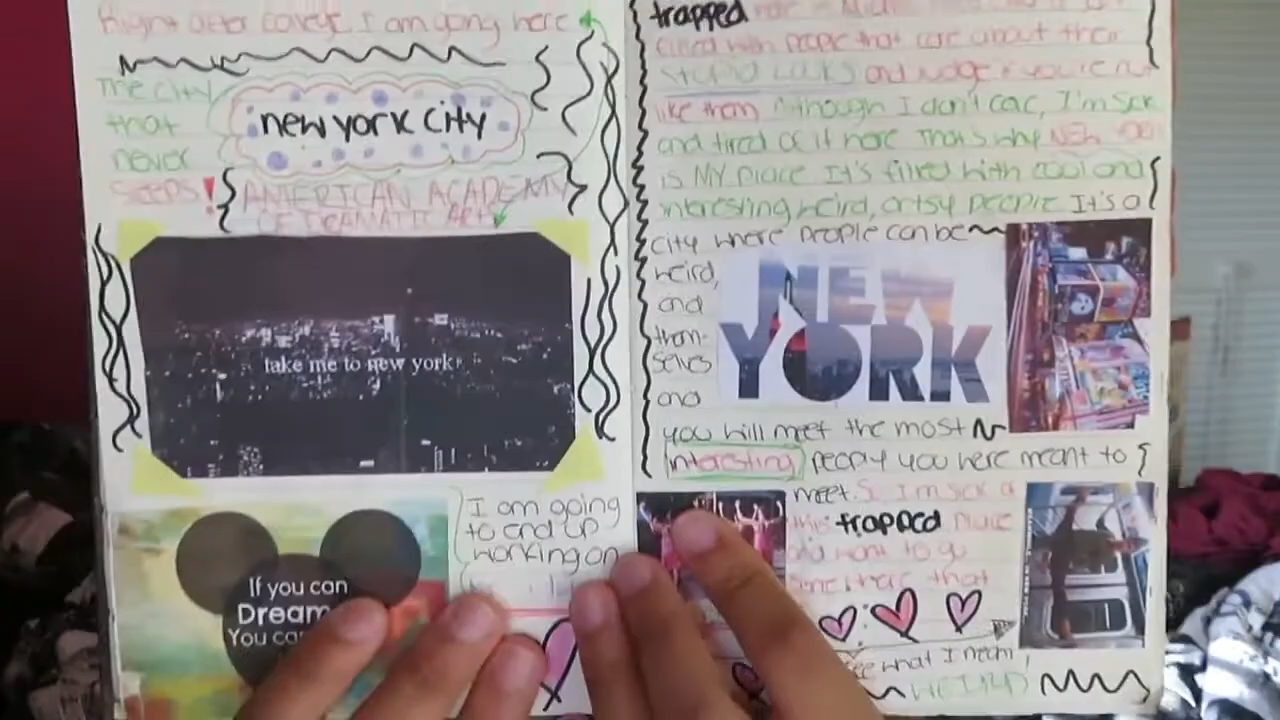 Right after college I am going here
The city
that
never
sleeps!
new york city
AMERICAN ACADEMY
OF DRAMATIC ARTS
take me to new york
If you can
Dream
You can
I am going
to end up
working on
trapped
filled with people that care about their
stupid looks and judge if you're not
like them Although I don't care, I'm sick
and tired of it here That's why New
is MY place It's filled with cool and
interesting weird, artsy people It's a
city where people can be
weird,
and
them-
selves
and
NEW
YORK
you will meet the most
interesting people you were meant to
meet. I'm sick of
this trapped place
and want to go
somewhere that
see what I mean,
WEIRD